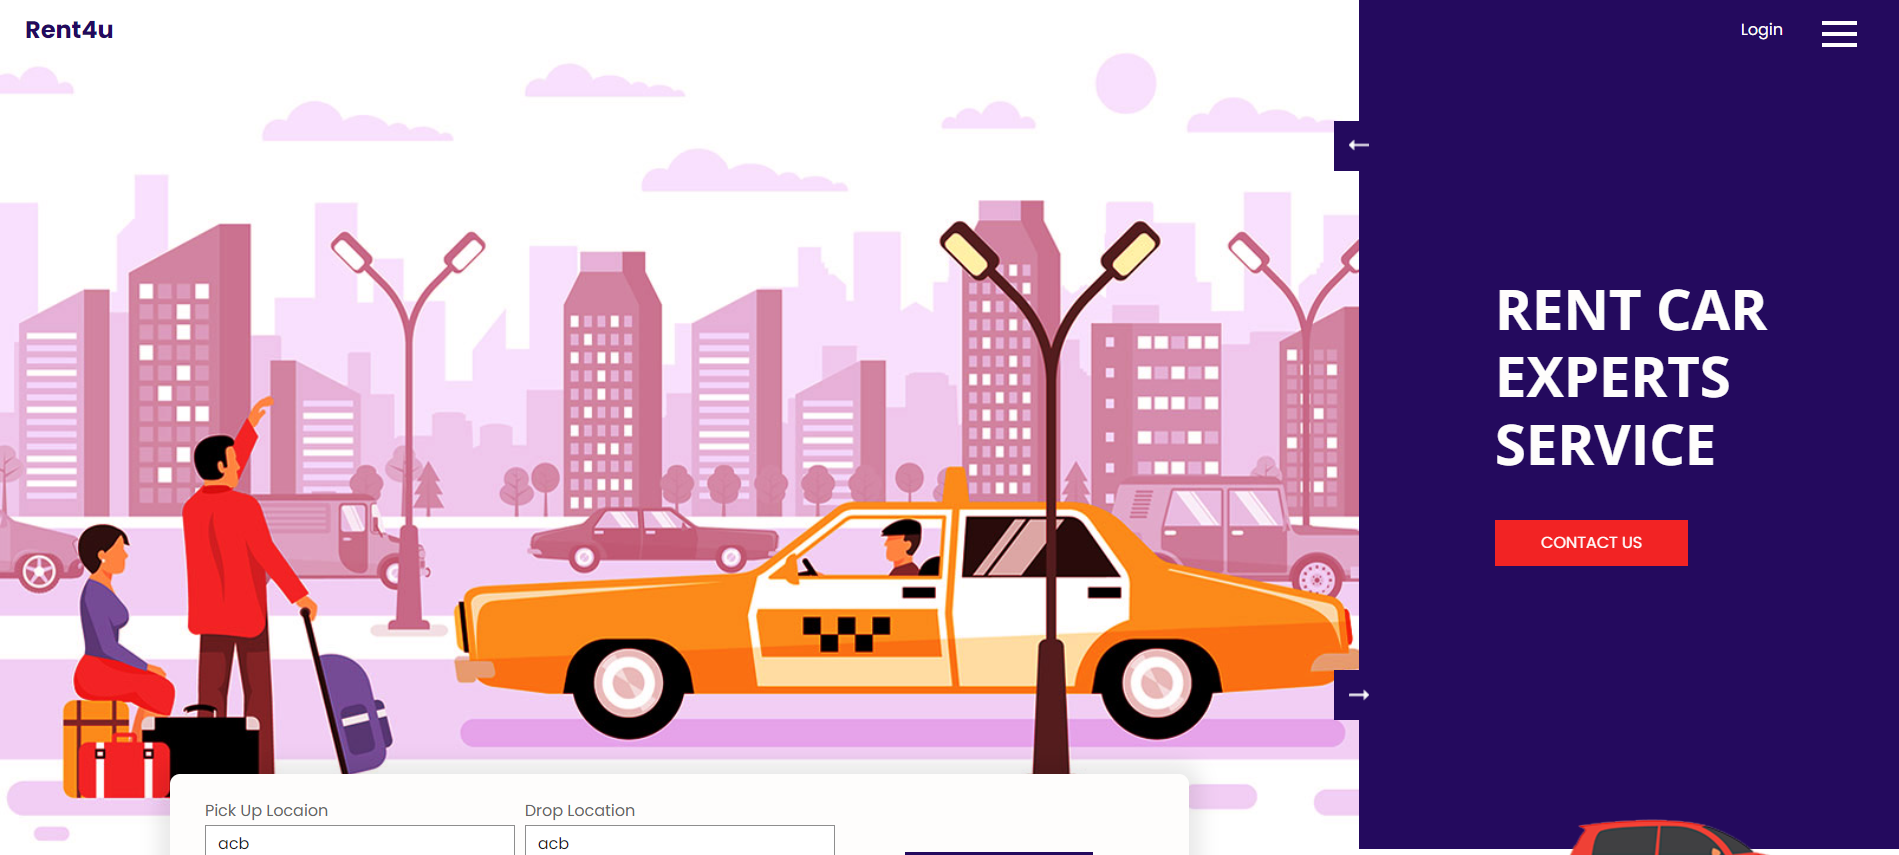 Rent4u
Login
RENT CAR
EXPERTS
SERVICE
CONTACT US
Pick Up Locaion
Drop Location
acb
acb